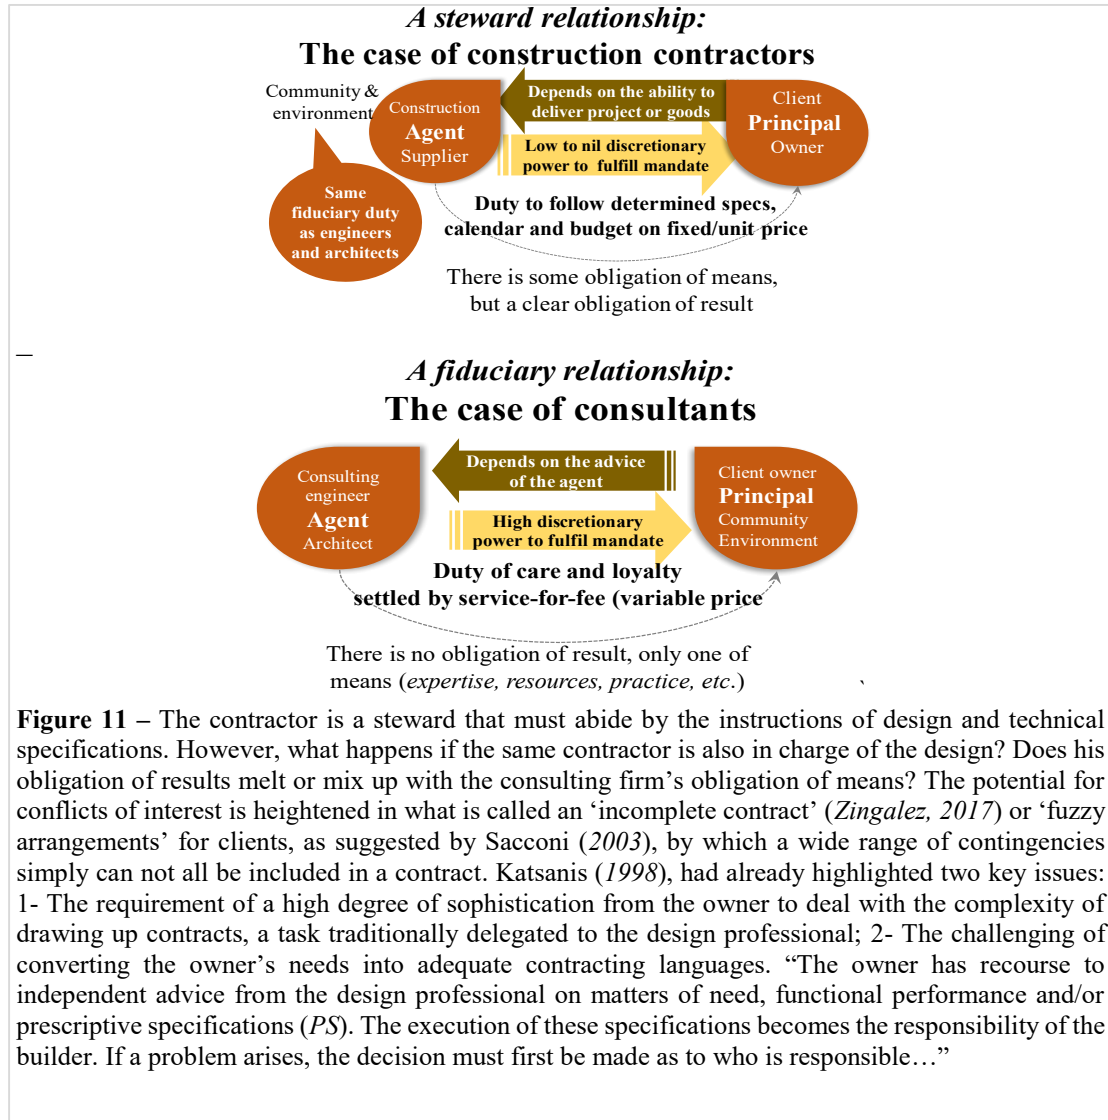 A steward relationship:
The case of construction contractors
Community &
environment
Construction
Agent
Supplier
Depends on the ability to
deliver project or goods
Low to nil discretionary
power to fulfill mandate
Client
Principal
Owner
Same
fiduciary duty
as engineers
and architects
Duty to follow determined specs,
calendar and budget on fixed/unit price
There is some obligation of means,
but a clear obligation of result
_
A fiduciary relationship:
The case of consultants
Consulting
engineer
Agent
Architect
Depends on the advice
of the agent
High discretionary
power to fulfil mandate
Client owner
Principal
Community
Environment
Duty of care and loyalty
settled by service-for-fee (variable price
There is no obligation of result, only one of
means (expertise, resources, practice, etc.)
`
Figure 11 – The contractor is a steward that must abide by the instructions of design and technical
specifications. However, what happens if the same contractor is also in charge of the design? Does his
obligation of results melt or mix up with the consulting firm’s obligation of means? The potential for
conflicts of interest is heightened in what is called an ‘incomplete contract’ (Zingalez, 2017) or ‘fuzzy
arrangements’ for clients, as suggested by Sacconi (2003), by which a wide range of contingencies
simply can not all be included in a contract. Katsanis (1998), had already highlighted two key issues:
1- The requirement of a high degree of sophistication from the owner to deal with the complexity of
drawing up contracts, a task traditionally delegated to the design professional; 2- The challenging of
converting the owner’s needs into adequate contracting languages. “The owner has recourse to
independent advice from the design professional on matters of need, functional performance and/or
prescriptive specifications (PS). The execution of these specifications becomes the responsibility of the
builder. If a problem arises, the decision must first be made as to who is responsible…”